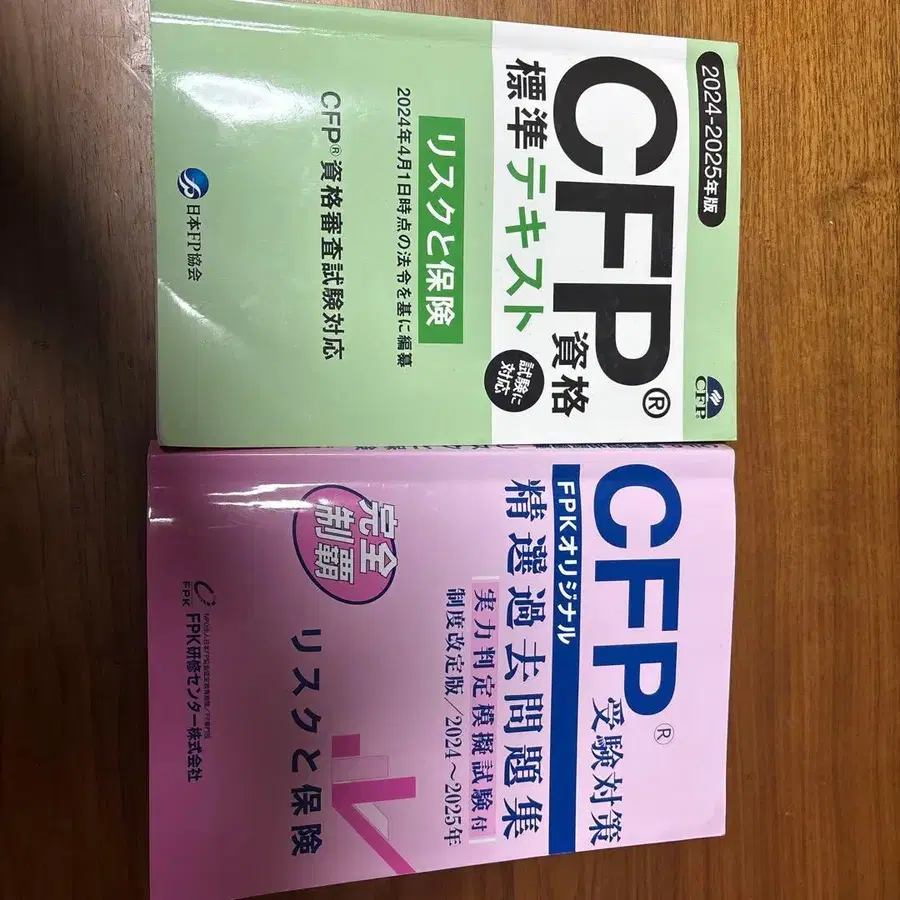 2024-2025年版
CFP®
資格
標準テキスト
試験に
対応
CFP®
リスクと保険
2024年4月1日時点の法令を基に編纂
CFP®資格審査試験対応
日本FP協会
CFP®
受験対策
FPKオリジナル
精選過去問題集
実力判定模擬試験付
制度改定版／2024～2025年
完全
制覇
リスクと保険
FPK
FPK研修センター株式会社